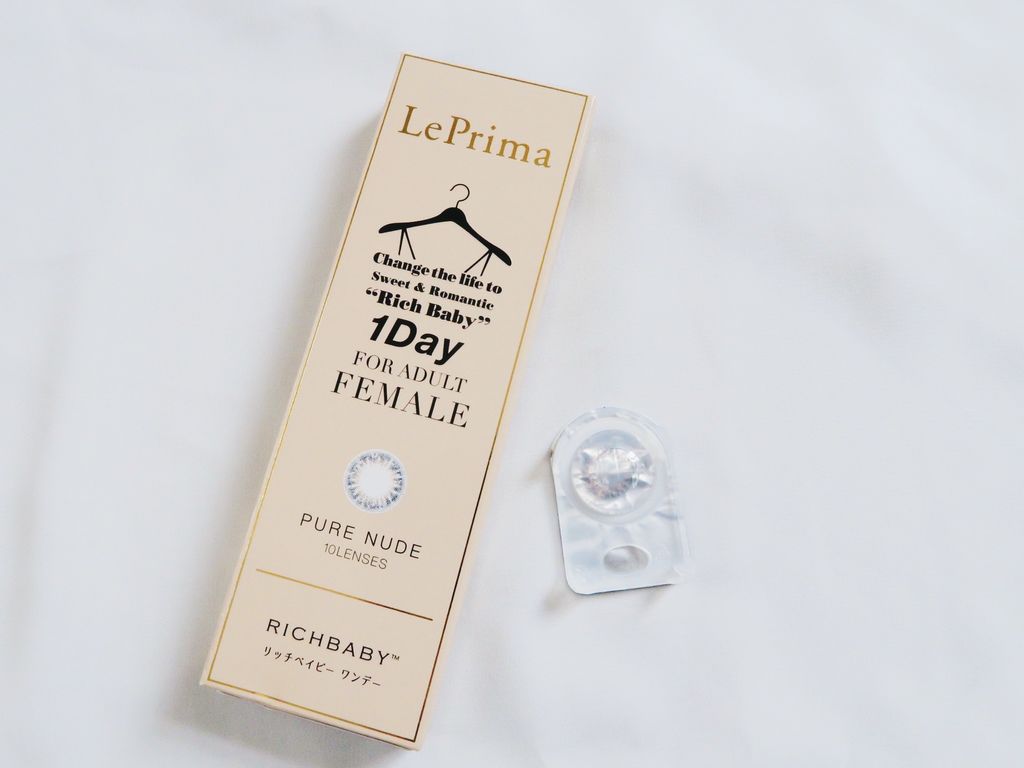 LePrima
Change the life to
Sweet & Romantic
“Rich Baby”
1Day
FOR ADULT
FEMALE
PURE NUDE
10LENSES
RICHBABY™
リッチベイビー ワンデー